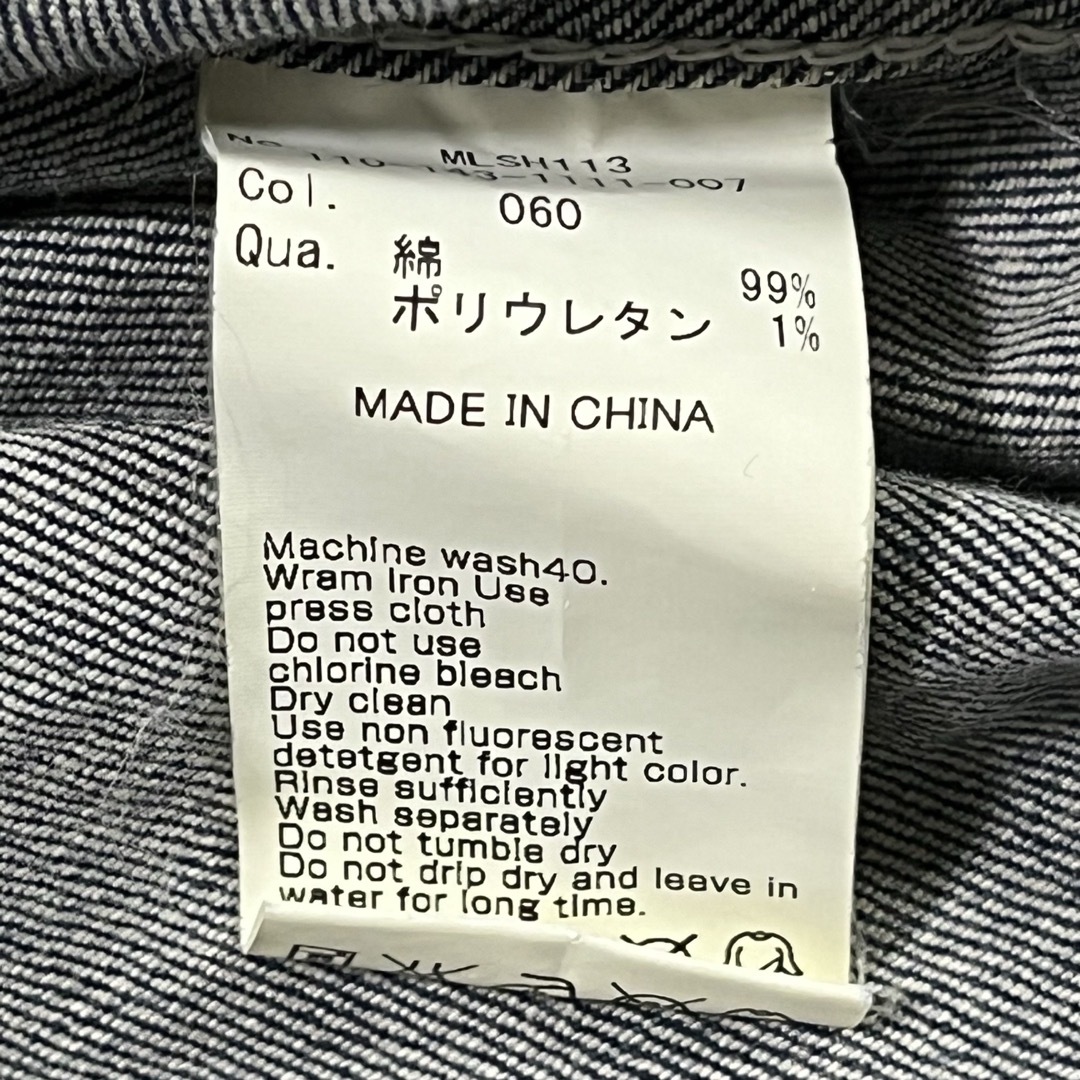 MLSH113
No.110-143-1111-007
Col. 060
Qua. 綿 99%
ポリウレタン 1%
MADE IN CHINA
Machine wash40.
Wram Iron Use
press cloth
Do not use
chlorine bleach
Dry clean
Use non fluorescent
detetgent for light color.
Rinse sufficiently
Wash separately
Do not tumble dry
Do not drip dry and leave in
water for long time.